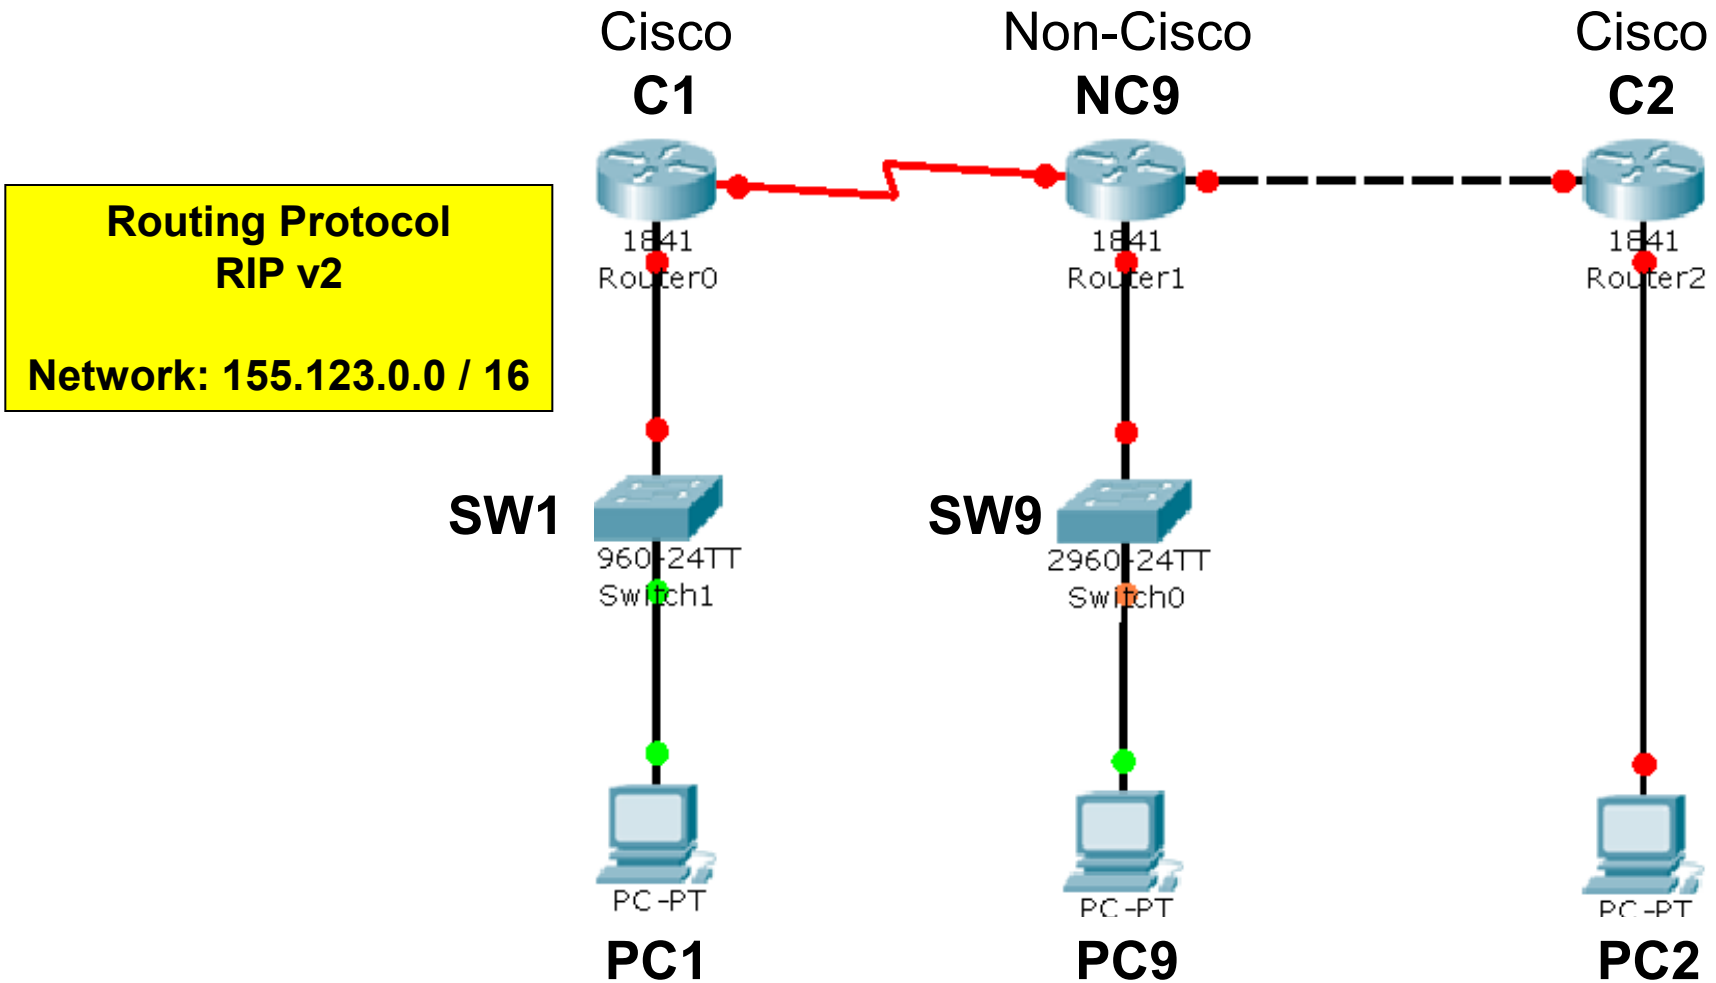 Cisco
C1
Non-Cisco
NC9
Cisco
C2
Routing Protocol
RIP v2
Network: 155.123.0.0 / 16
1841
Router0
1841
Router1
1841
Router2
SW1
960-24TT
Switch1
SW9
2960-24TT
Switch0
PC-PT
PC1
PC-PT
PC9
PC-PT
PC2